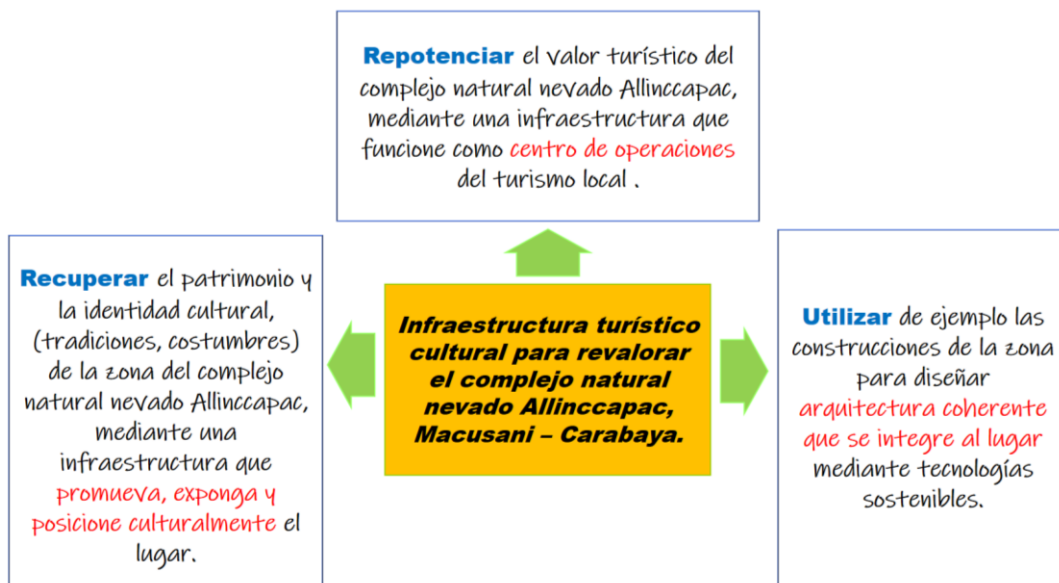 Repotenciar el valor turístico del
complejo natural nevado Allinccapac,
mediante una infraestructura que
funcione como centro de operaciones
del turismo local .
Recuperar el patrimonio y
la identidad cultural,
(tradiciones, costumbres)
de la zona del complejo
natural nevado Allinccapac,
mediante una
infraestructura que
promueva, exponga y
posicione culturalmente el
lugar.
Infraestructura turístico
cultural para revalorar
el complejo natural
nevado Allinccapac,
Macusani – Carabaya.
Utilizar de ejemplo las
construcciones de la zona
para diseñar
arquitectura coherente
que se integre al lugar
mediante tecnologías
sostenibles.